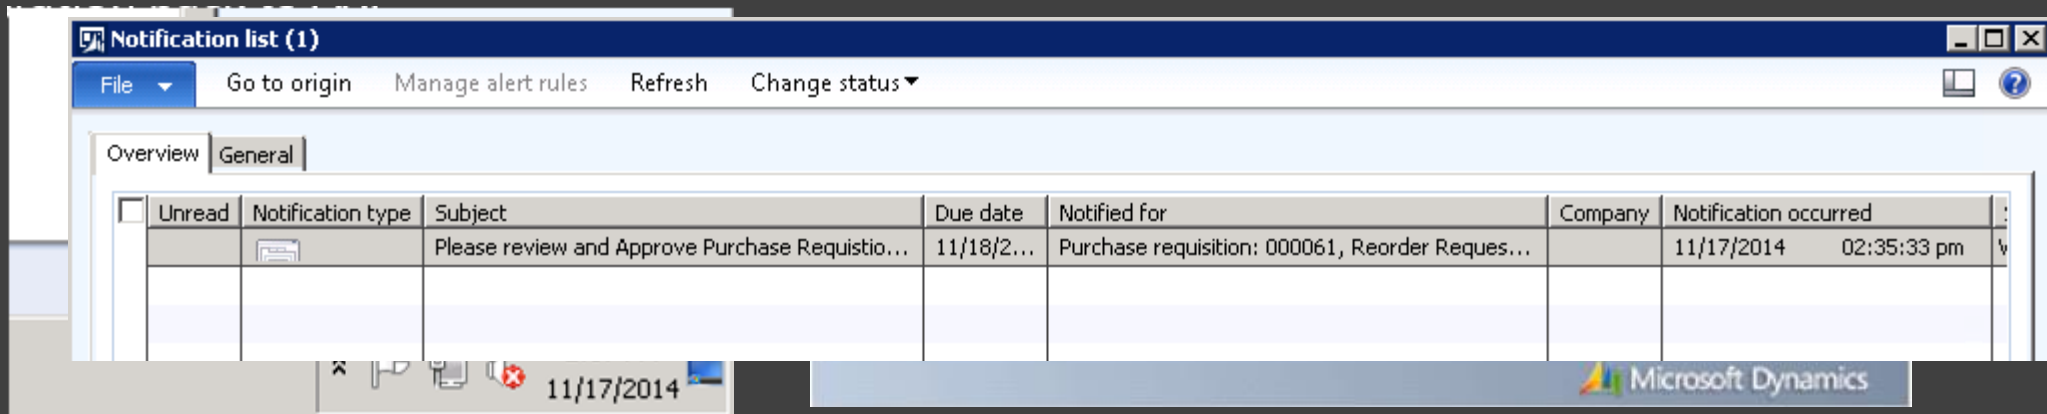 Notification list (1)
File Go to origin Manage alert rules Refresh Change status
Overview General
Unread Notification type Subject Due date Notified for Company Notification occurred
Please review and Approve Purchase Requistio... 11/18/2... Purchase requisition: 000061, Reorder Reques... 11/17/2014 02:35:33 pm
11/17/2014
Microsoft Dynamics